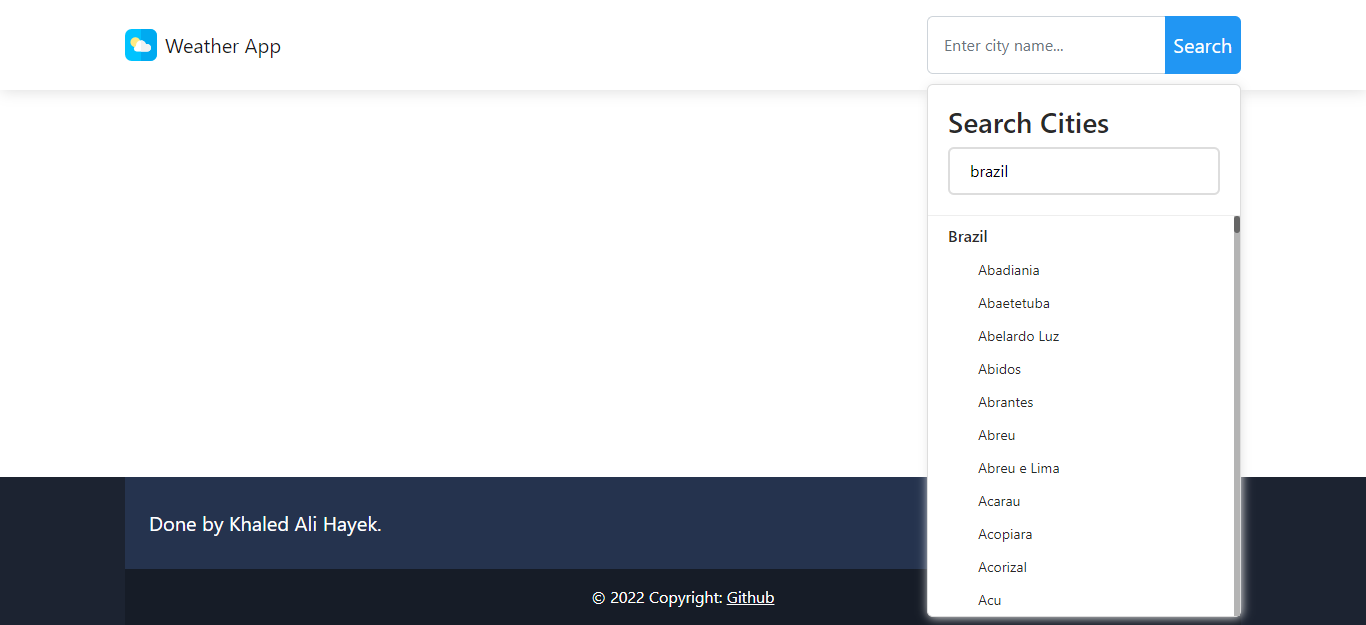 Weather App
Enter city name...
Search
Search Cities
brazil
Brazil
Abadiania
Abaetetuba
Abelardo Luz
Abidos
Abrantes
Abreu
Abreu e Lima
Acarau
Acopiara
Acorizal
Acu
Done by Khaled Ali Hayek.
© 2022 Copyright: Github